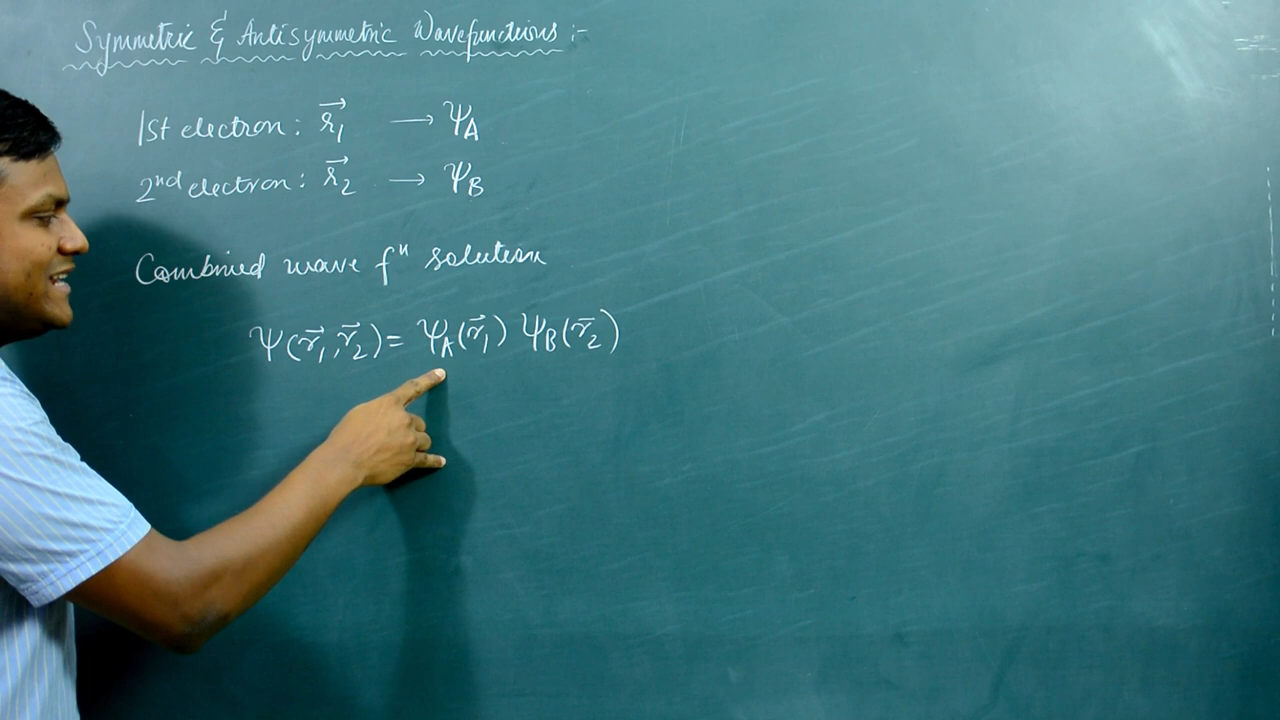 Symmetric & Antisymmetric Wavefunctions :-
1st electron : r⃗₁ → ψ_A
2nd electron : r⃗₂ → ψ_B
Combined wave fⁿ solution
Ψ(r⃗₁, r⃗₂) = Ψ_A(r⃗₁) Ψ_B(r⃗₂)